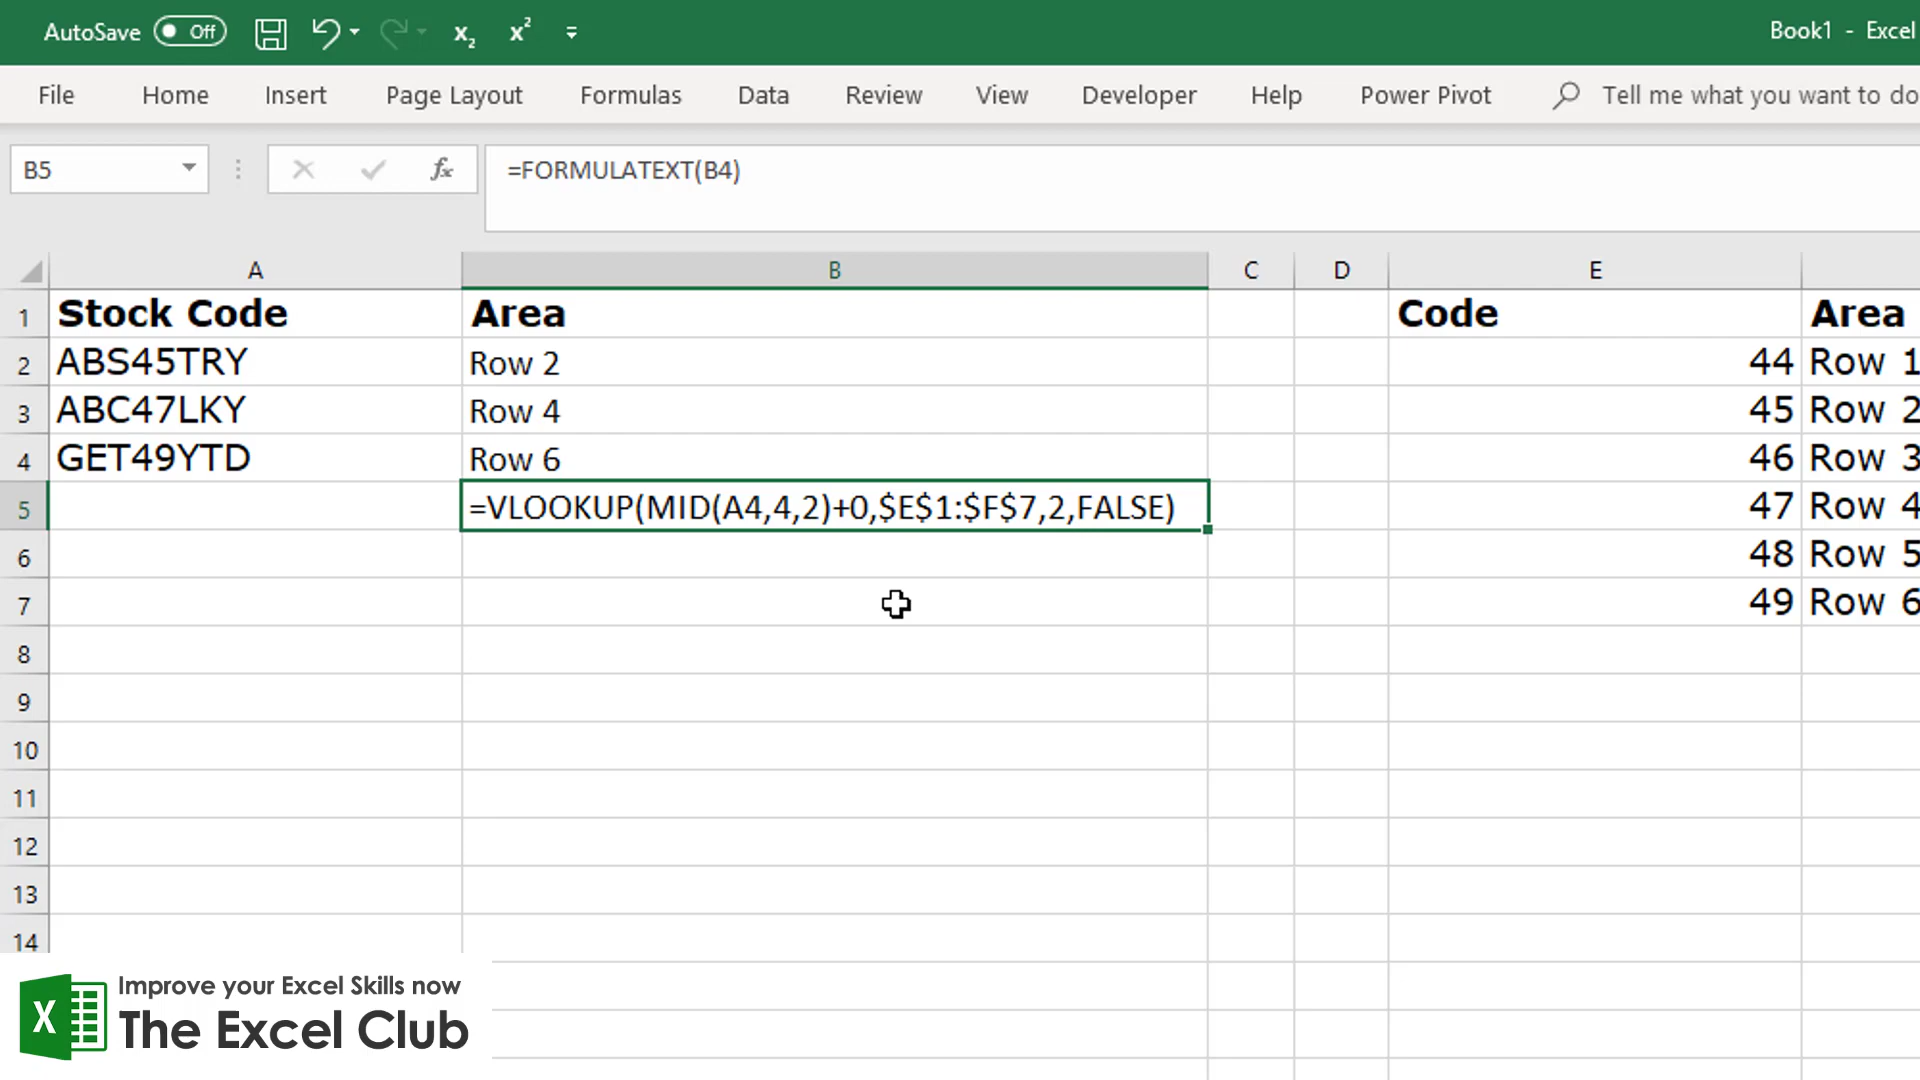 AutoSave Off X₂ X² Book1 - Excel
File Home Insert Page Layout Formulas Data Review View Developer Help Power Pivot Tell me what you want to do
B5 fx =FORMULATEXT(B4)
A B C D E
1 Stock Code Area Code Area
2 ABS45TRY Row 2 44 Row 1
3 ABC47LKY Row 4 45 Row 2
4 GET49YTD Row 6 46 Row 3
5 =VLOOKUP(MID(A4,4,2)+0,$E$1:$F$7,2,FALSE) 47 Row 4
6 48 Row 5
7 49 Row 6
8
9
10
11
12
13
14
X Improve your Excel Skills now
The Excel Club